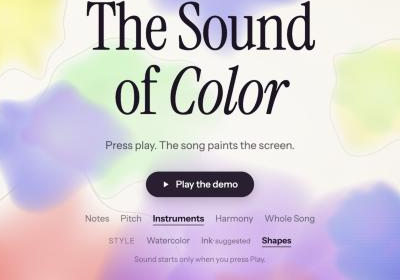 The Sound
of Color
Press play. The song paints the screen.
Play the demo
Notes Pitch Instruments Harmony Whole Song
STYLE Watercolor Ink·suggested Shapes
Sound starts only when you press Play.